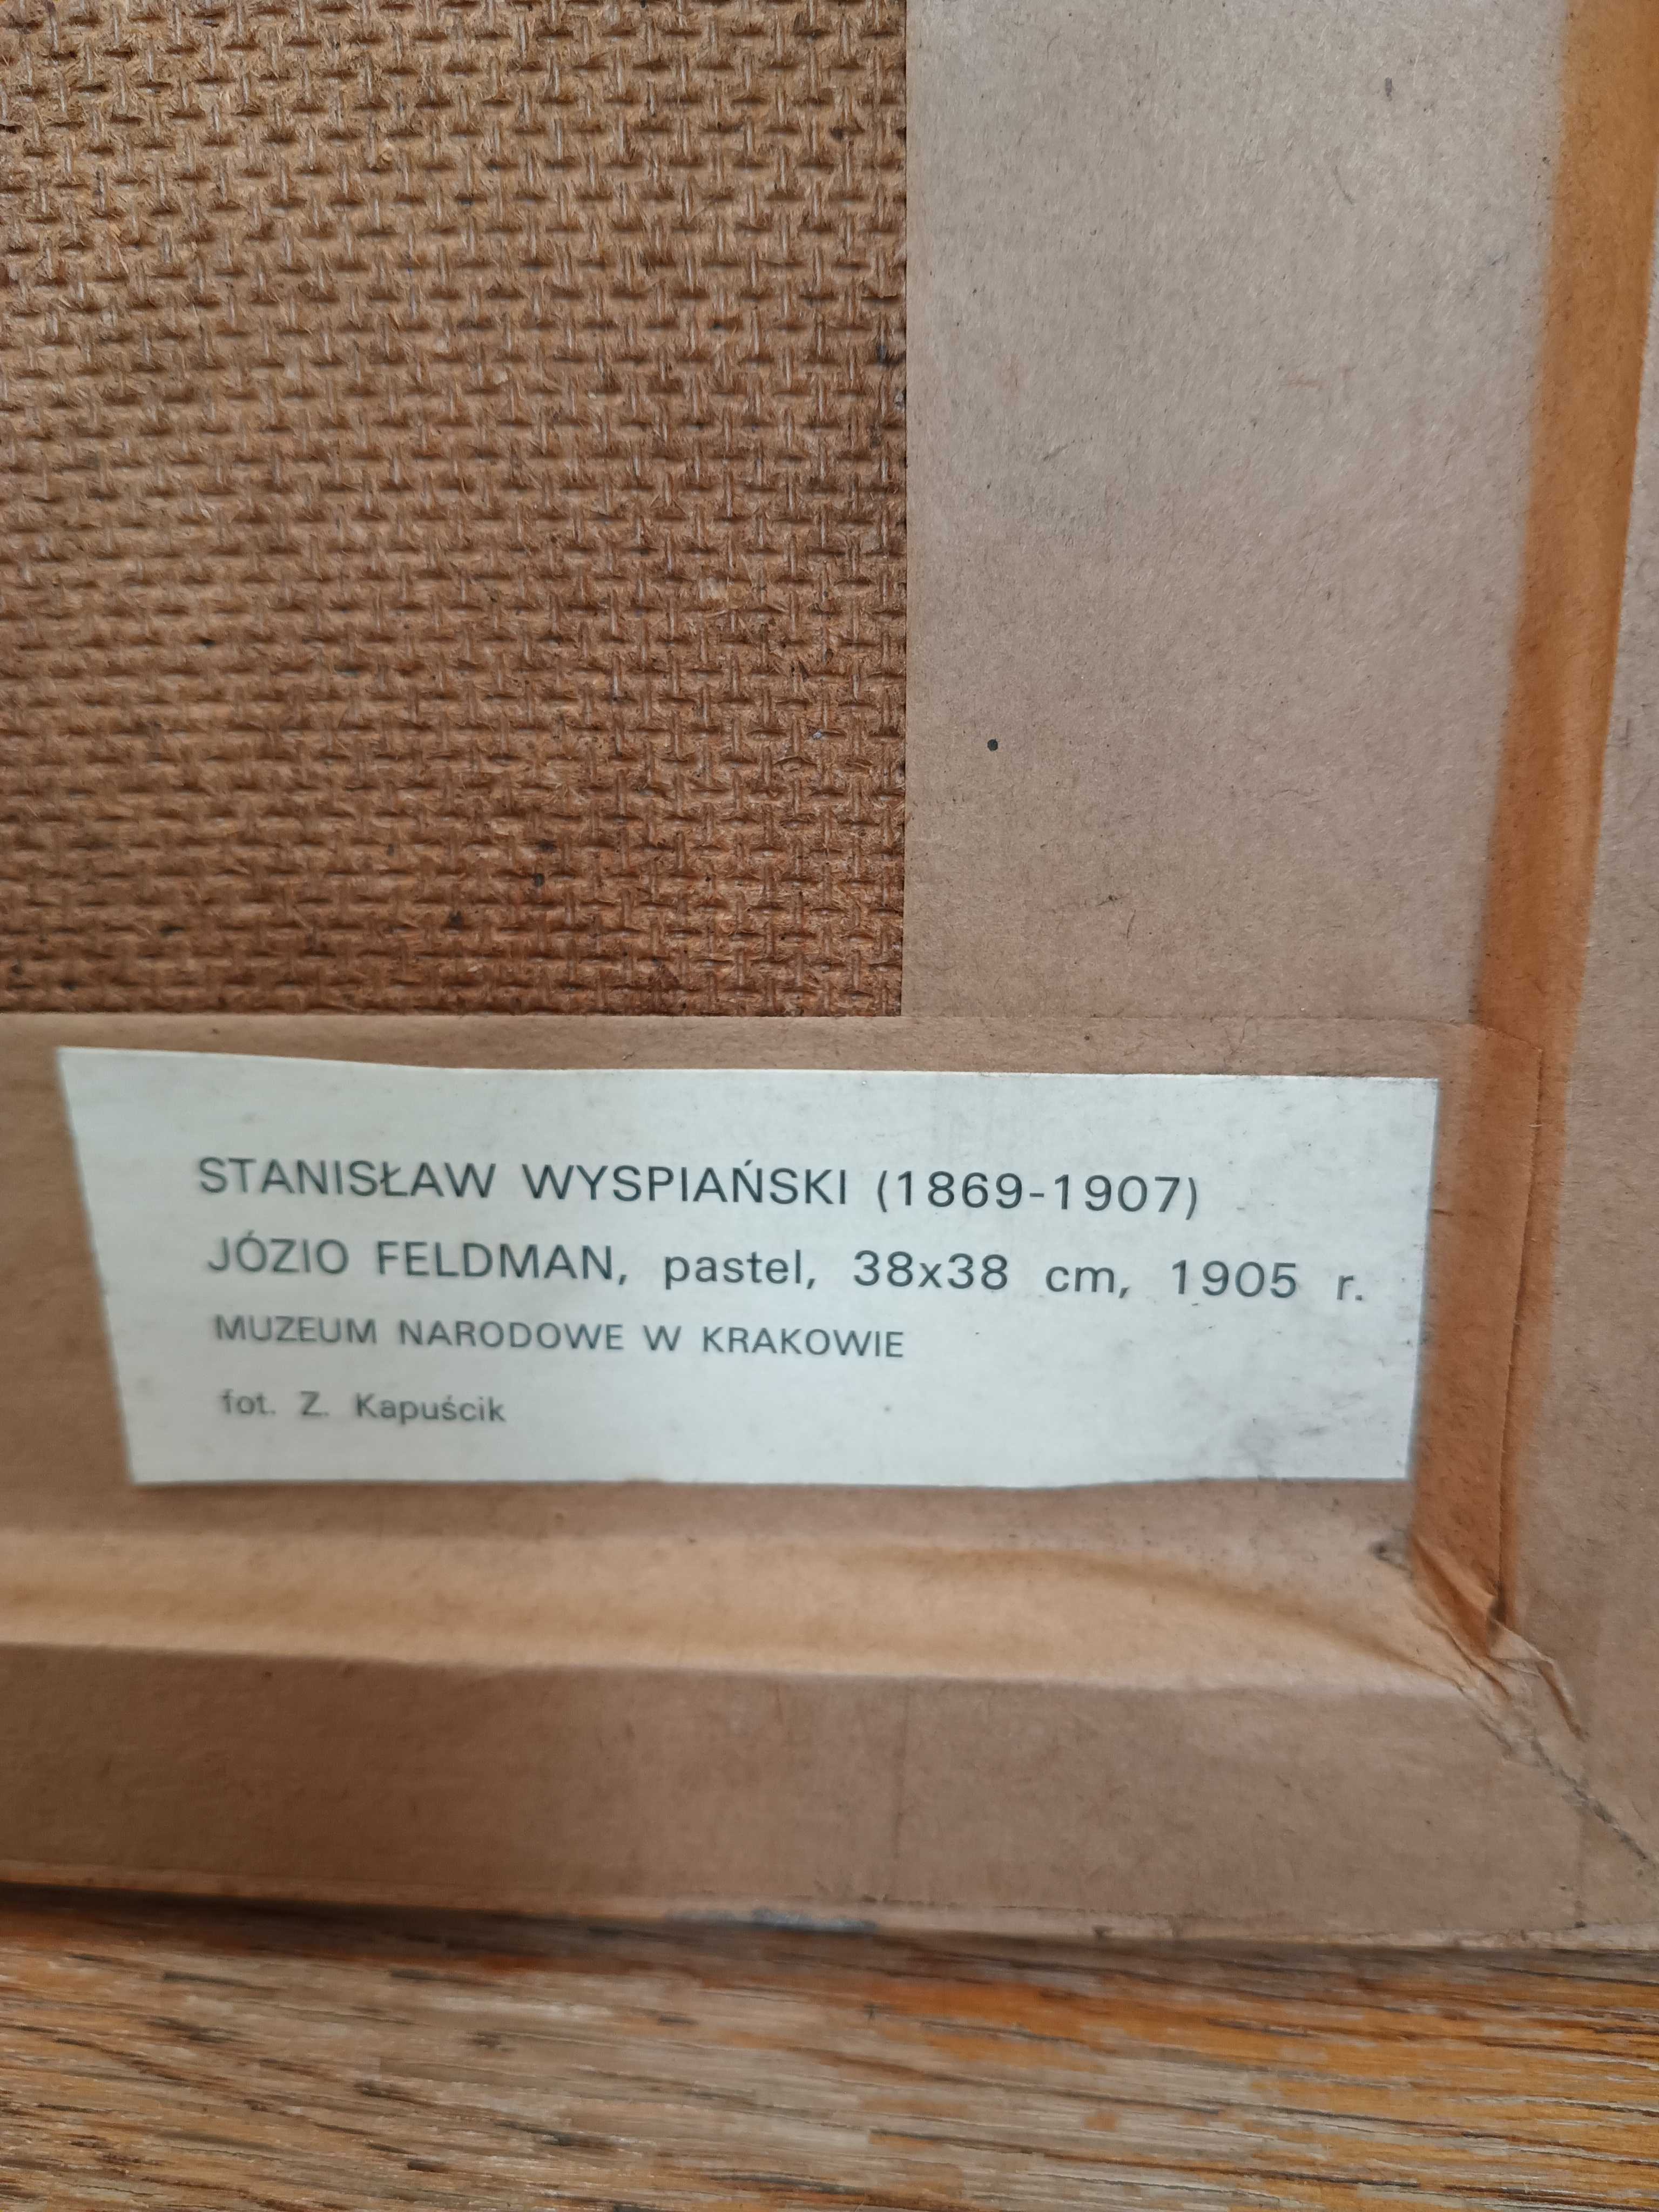 STANISŁAW WYSPIAŃSKI (1869-1907)
JÓZIO FELDMAN, pastel, 38x38 cm, 1905 r.
MUZEUM NARODOWE W KRAKOWIE
fot. Z. Kapuścik